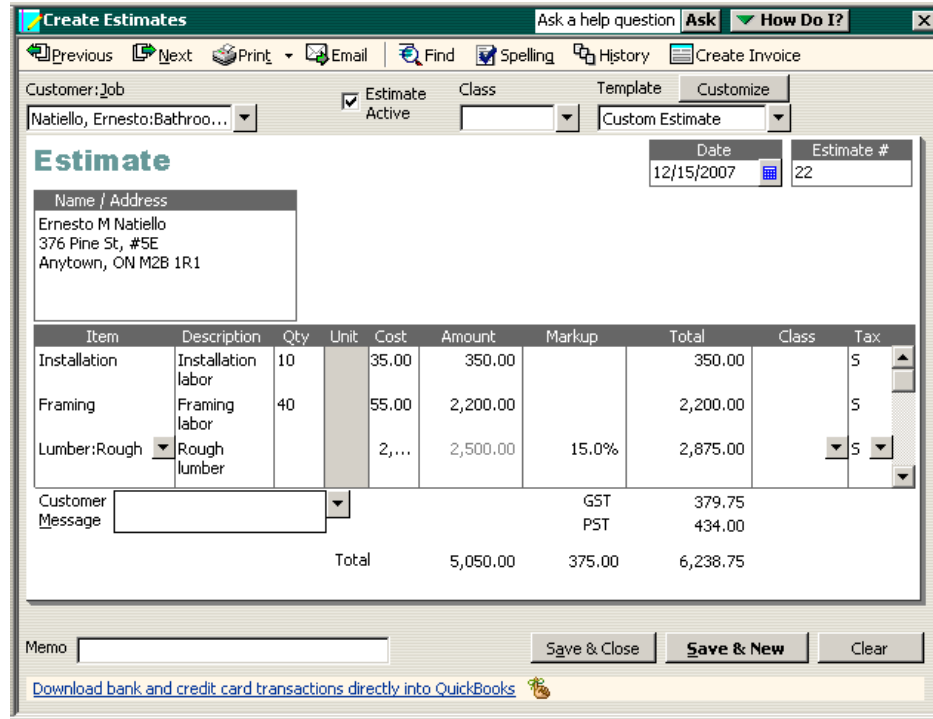 Create Estimates Ask a help question Ask How Do I?
Previous Next Print Email Find Spelling History Create Invoice
Customer:Job Estimate Active Class Template Customize
Natiello, Ernesto:Bathroo... Custom Estimate
Estimate Date Estimate #
12/15/2007 22
Name / Address
Ernesto M Natiello
376 Pine St, #5E
Anytown, ON M2B 1R1
Item Description Qty Unit Cost Amount Markup Total Class Tax
Installation Installation 10 35.00 350.00 350.00 S
labor
Framing Framing 40 55.00 2,200.00 2,200.00 S
labor
Lumber:Rough Rough 2,... 2,500.00 15.0% 2,875.00 S
lumber
Customer GST 379.75
Message PST 434.00
Total 5,050.00 375.00 6,238.75
Memo Save & Close Save & New Clear
Download bank and credit card transactions directly into QuickBooks